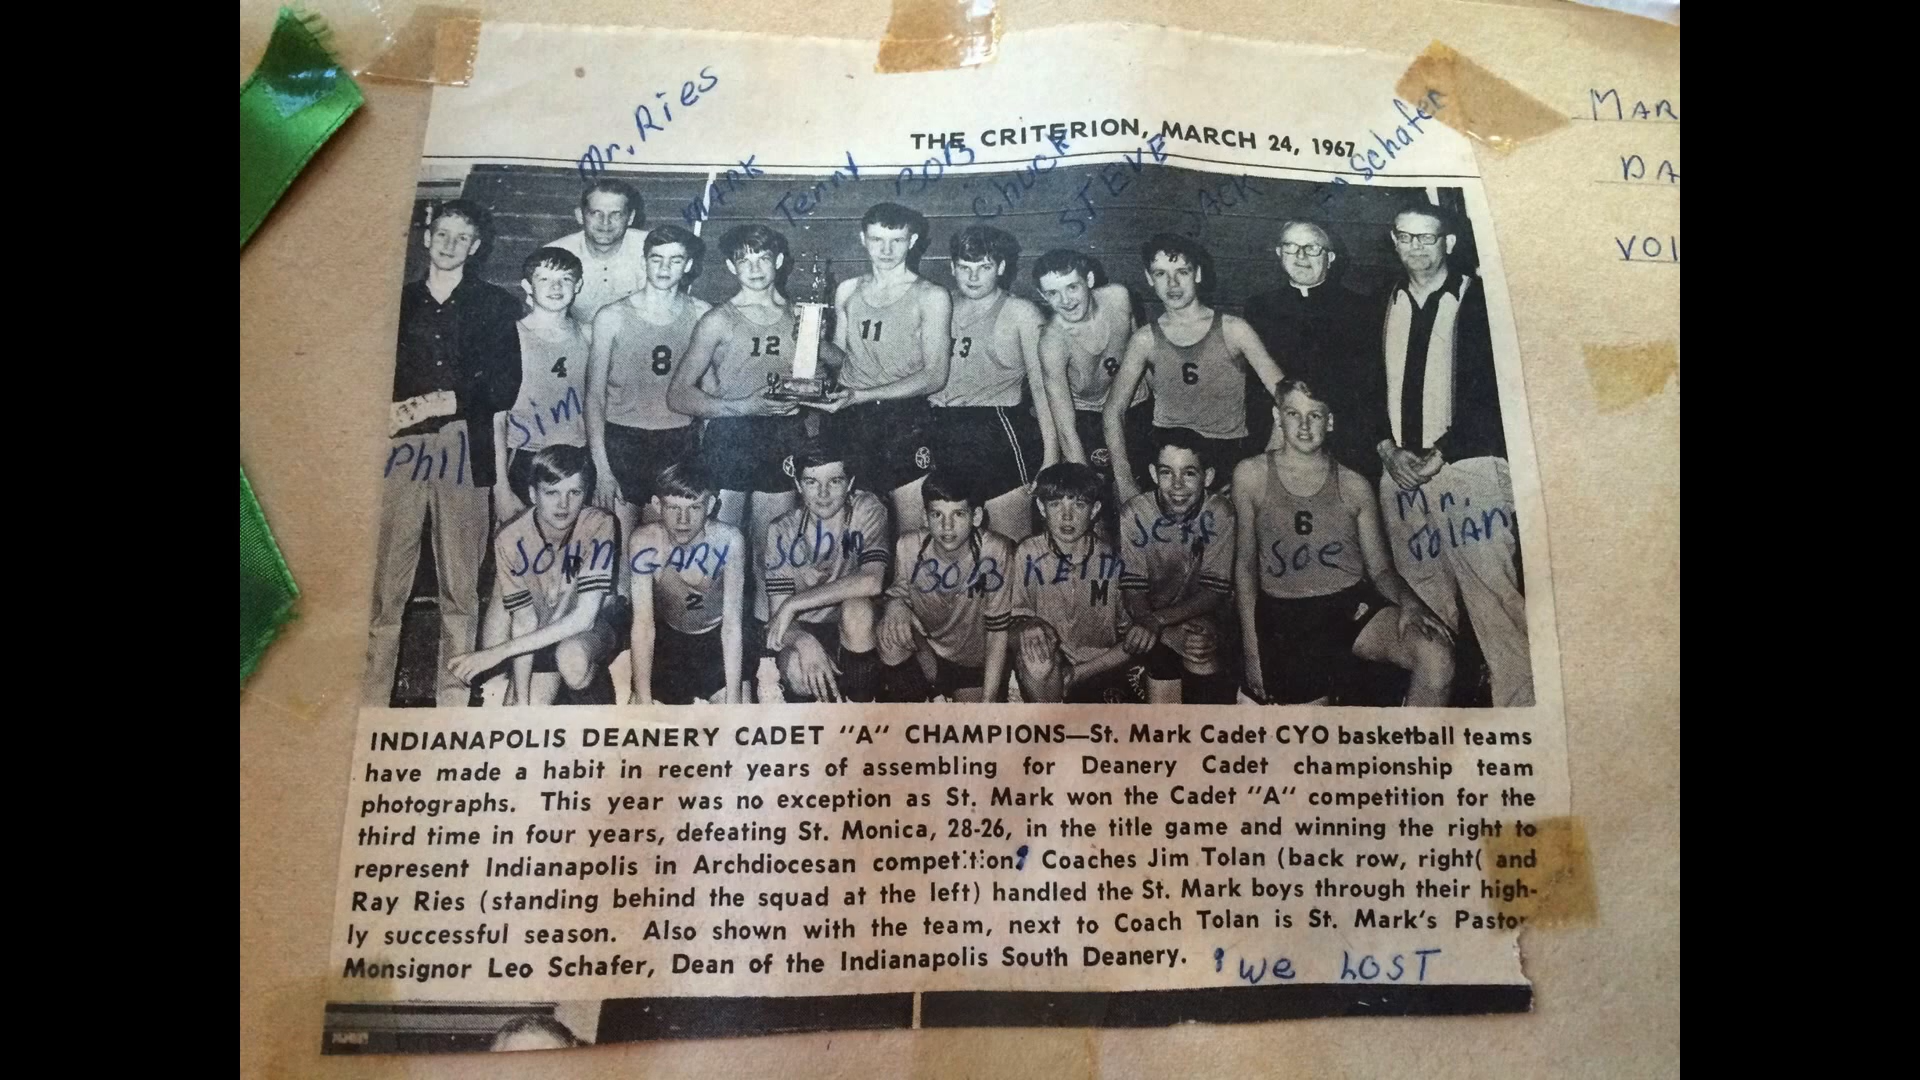 THE CRITERION, MARCH 24, 1967
Mr. Ries
MARK
Terry
BOB
Chuck
STEVE
JACK
Schafer
MAR
DA
VOI
4
8
12
11
13
8
6
Phil
Jim
JOHN
GARY
John
BOB
KEITH
Jeff
Joe
Mr.
TOLAN
2
M
6
INDIANAPOLIS DEANERY CADET "A" CHAMPIONS—St. Mark Cadet CYO basketball teams
have made a habit in recent years of assembling for Deanery Cadet championship team
photographs. This year was no exception as St. Mark won the Cadet "A" competition for the
third time in four years, defeating St. Monica, 28-26, in the title game and winning the right to
represent Indianapolis in Archdiocesan competition. Coaches Jim Tolan (back row, right( and
Ray Ries (standing behind the squad at the left) handled the St. Mark boys through their high-
ly successful season. Also shown with the team, next to Coach Tolan is St. Mark's Pastor
Monsignor Leo Schafer, Dean of the Indianapolis South Deanery.
We LOST